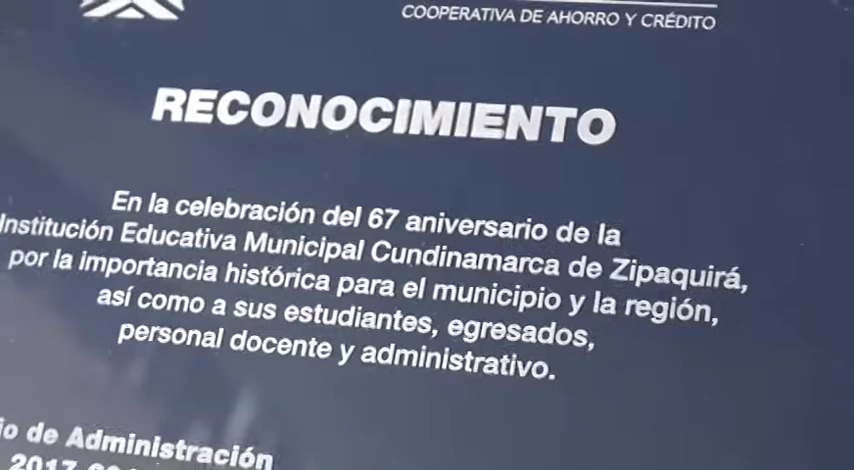 COOPERATIVA DE AHORRO Y CRÉDITO
RECONOCIMIENTO
En la celebración del 67 aniversario de la
Institución Educativa Municipal Cundinamarca de Zipaquirá,
por la importancia histórica para el municipio y la región,
así como a sus estudiantes, egresados,
personal docente y administrativo.
de Administración
2017